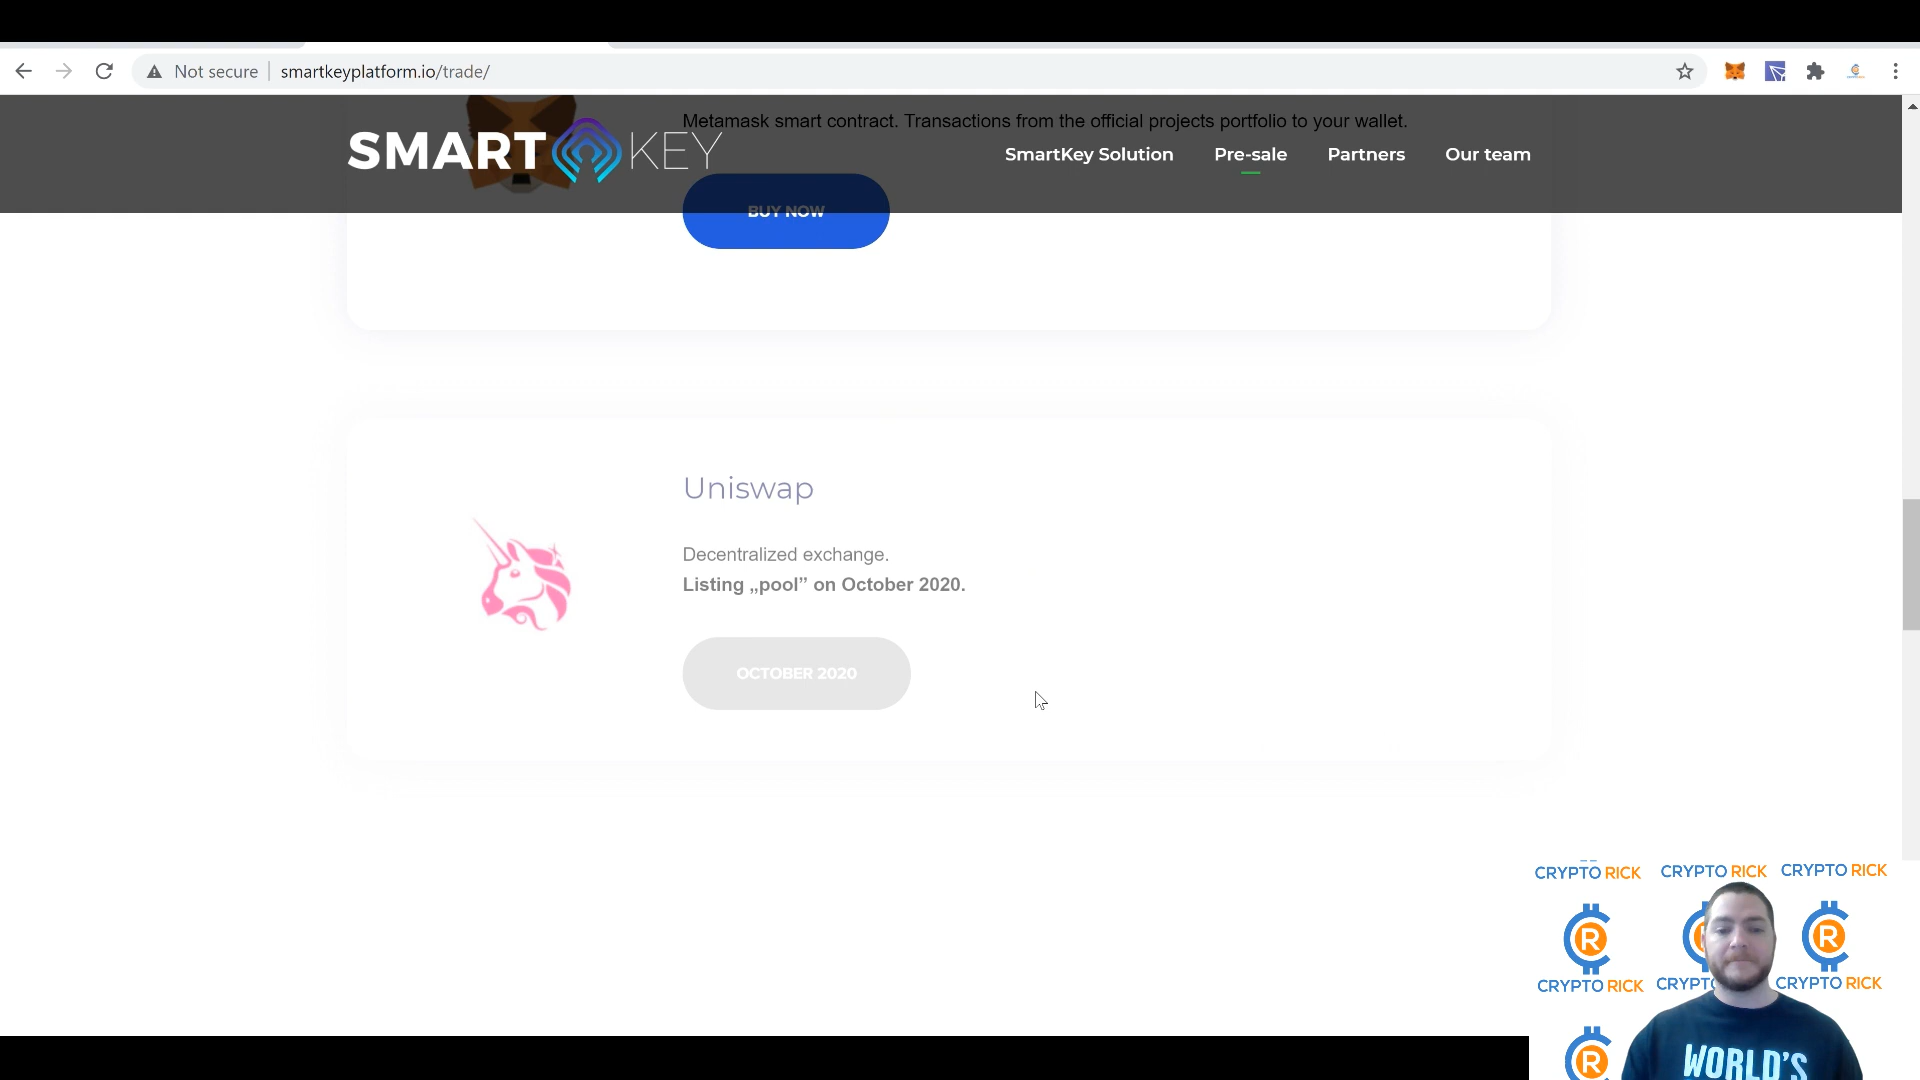 Not secure
smartkeyplatform.io/trade/
Metamask smart contract. Transactions from the official projects portfolio to your wallet.
SMART KEY
SmartKey Solution
Pre-sale
Partners
Our team
BUY NOW
Uniswap
Decentralized exchange.
Listing „pool” on October 2020.
OCTOBER 2020
CRYPTO RICK
CRYPTO RICK
CRYPTO RICK
R
R
CRYPTO RICK
CRYPTO RICK
R
WORLD'S